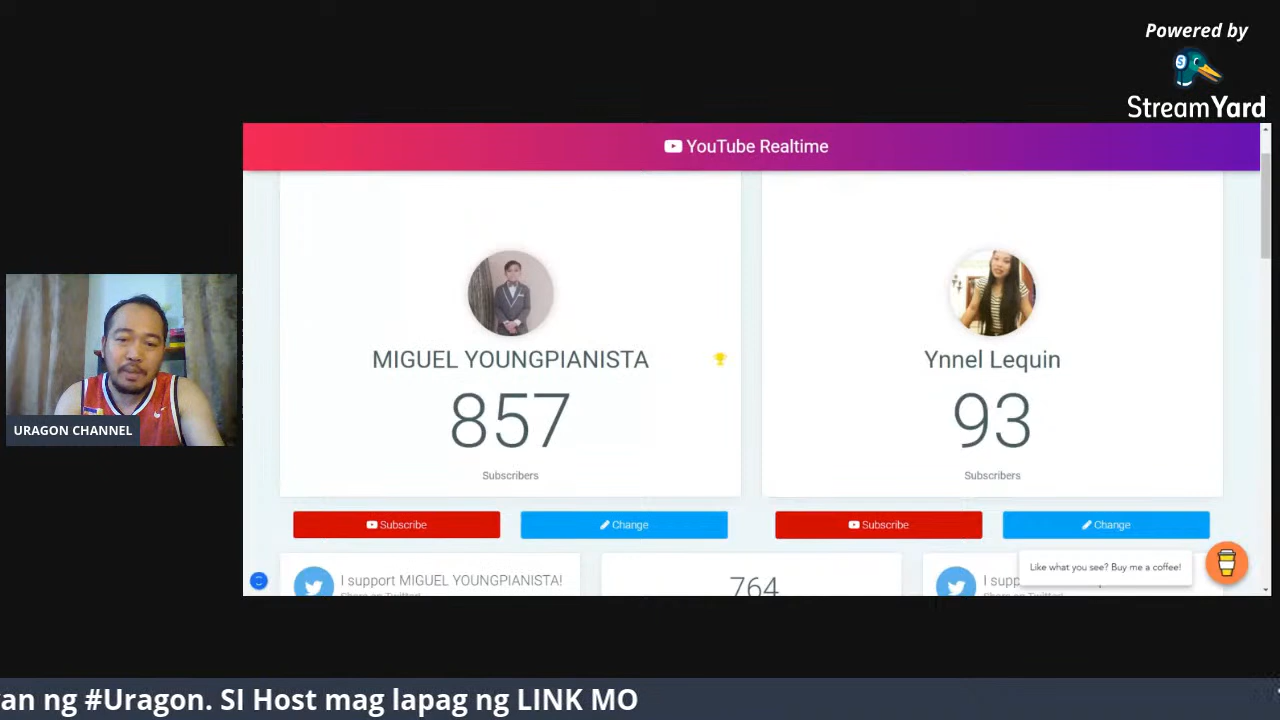 Powered by
StreamYard
YouTube Realtime
MIGUEL YOUNGPIANISTA
857
Subscribers
Subscribe
Change
Ynnel Lequin
93
Subscribers
Subscribe
Change
URAGON CHANNEL
I support MIGUEL YOUNGPIANISTA!
764
Like what you see? Buy me a coffee!
ng #Uragon. SI Host mag lapag ng LINK MO